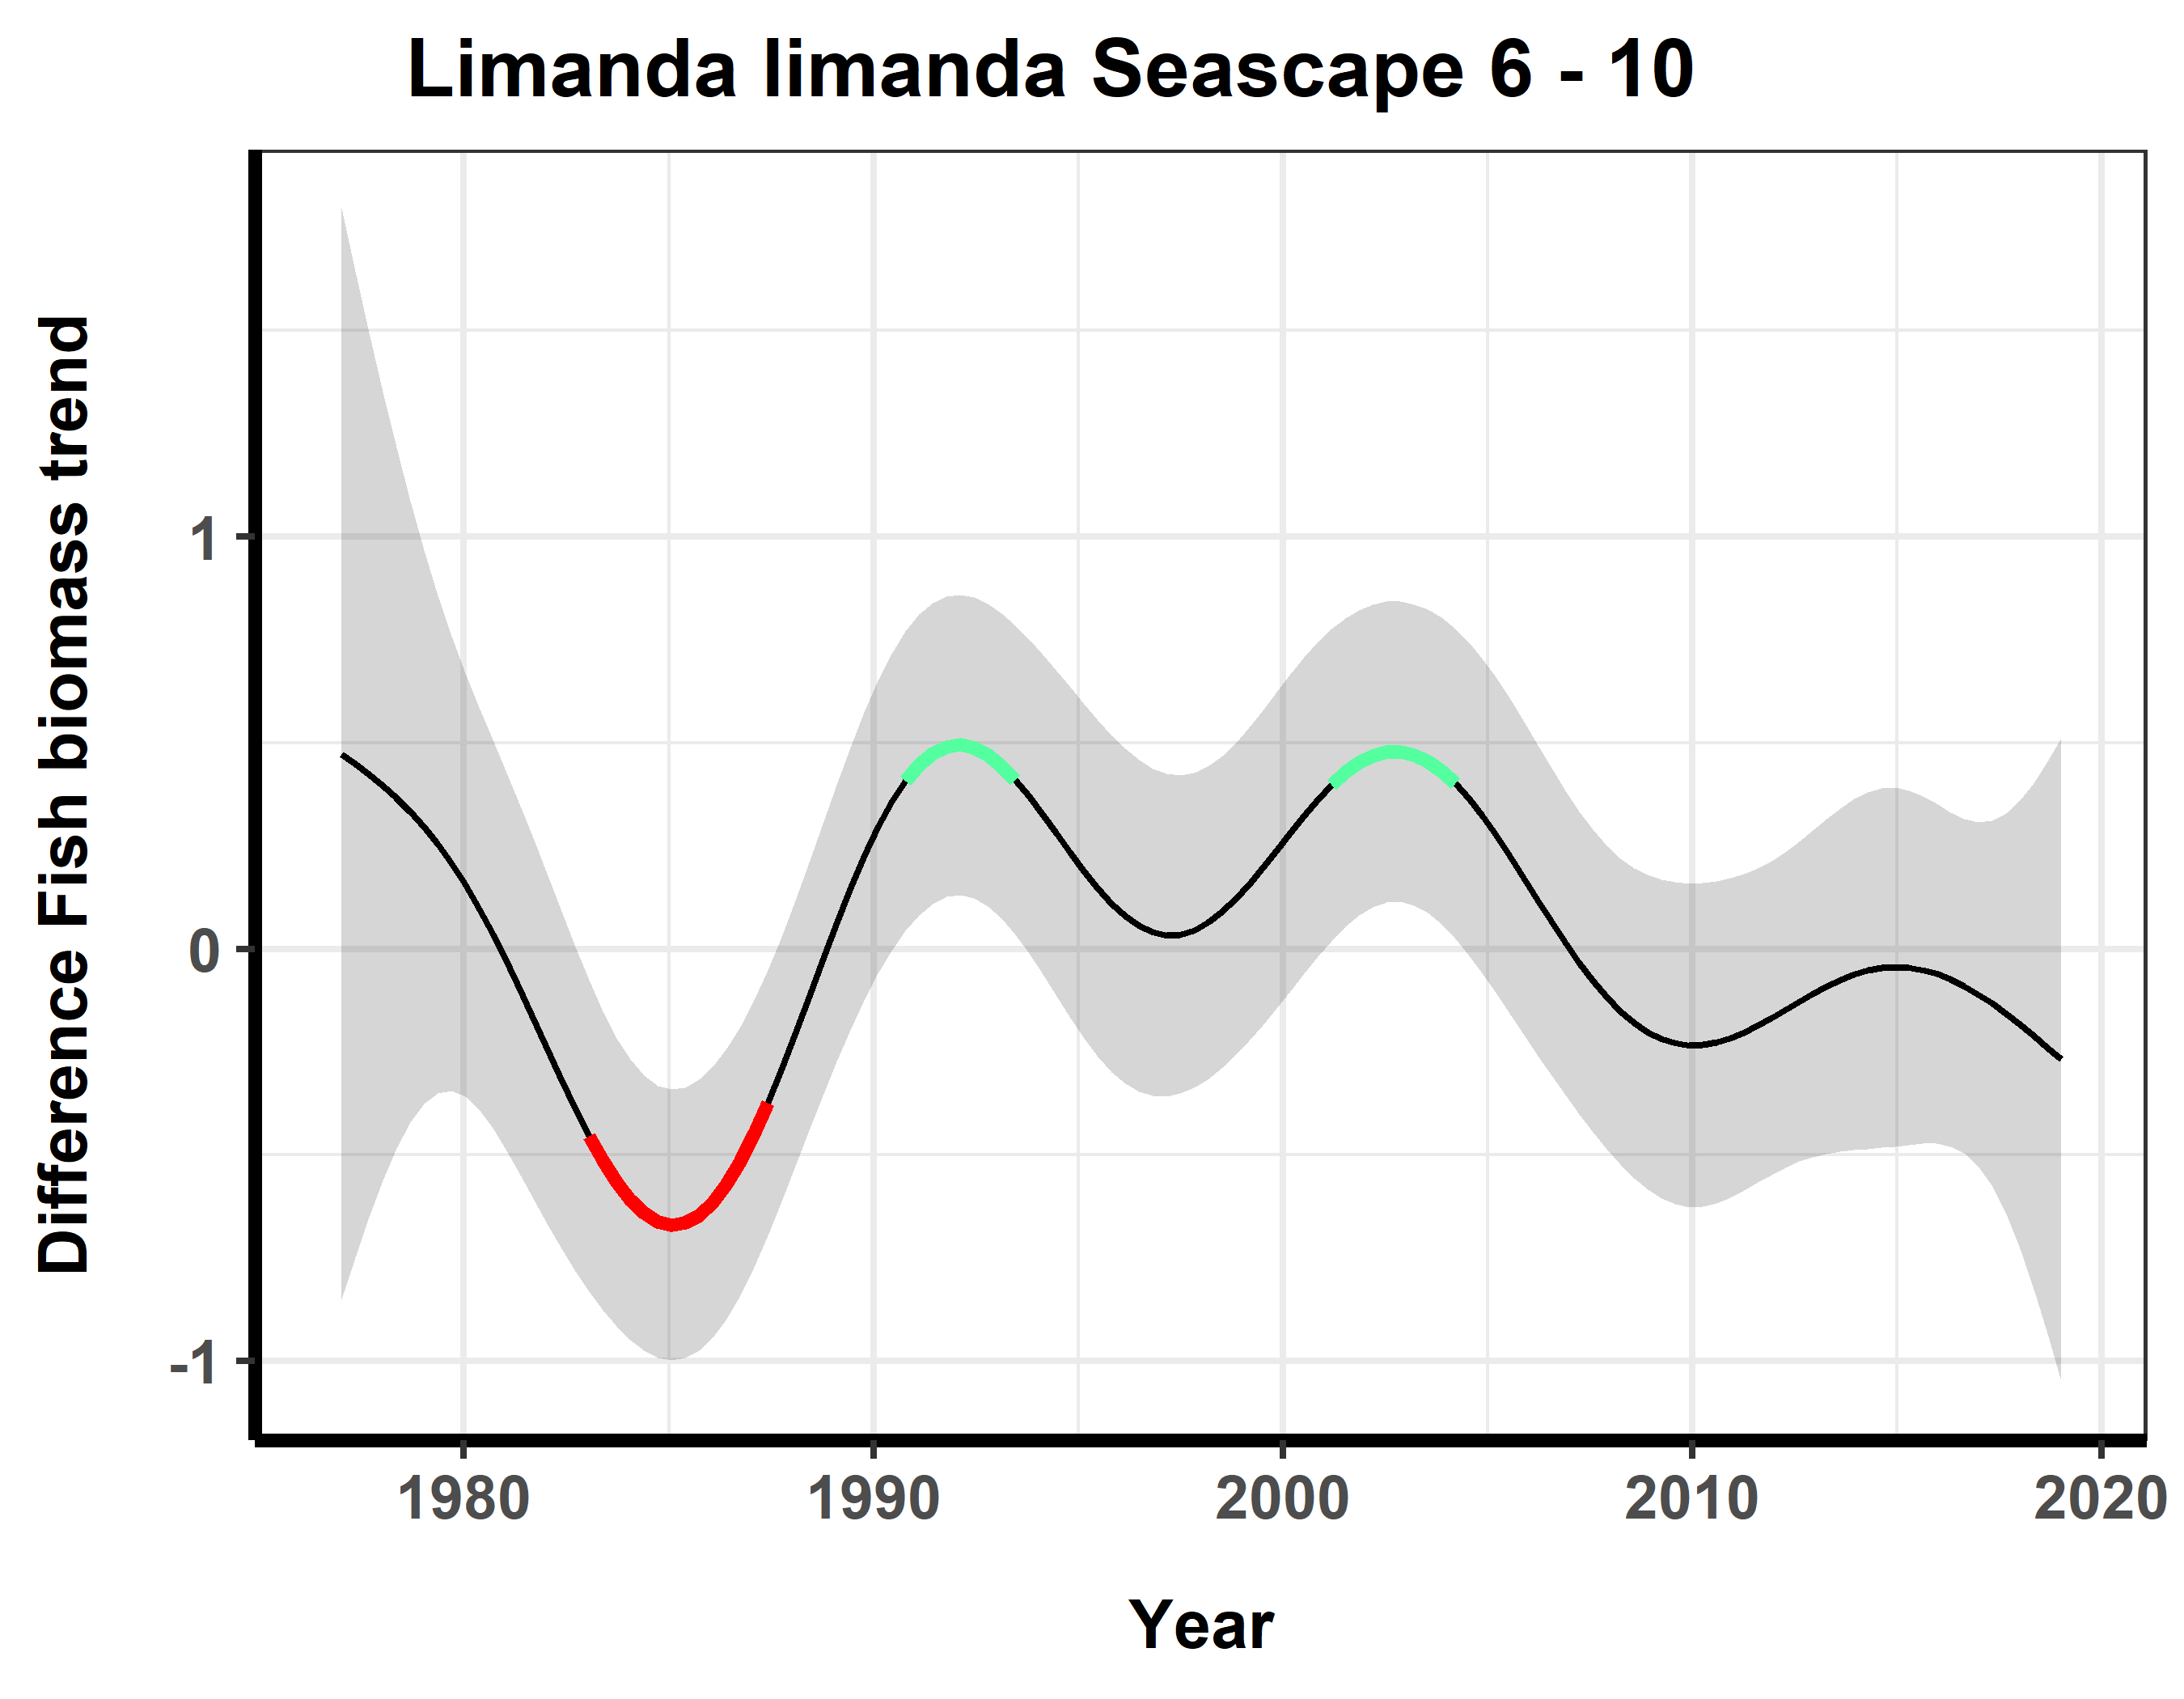 Limanda limanda Seascape 6 - 10
Difference Fish biomass trend
1
0
-1
1980 1990 2000 2010 2020
Year